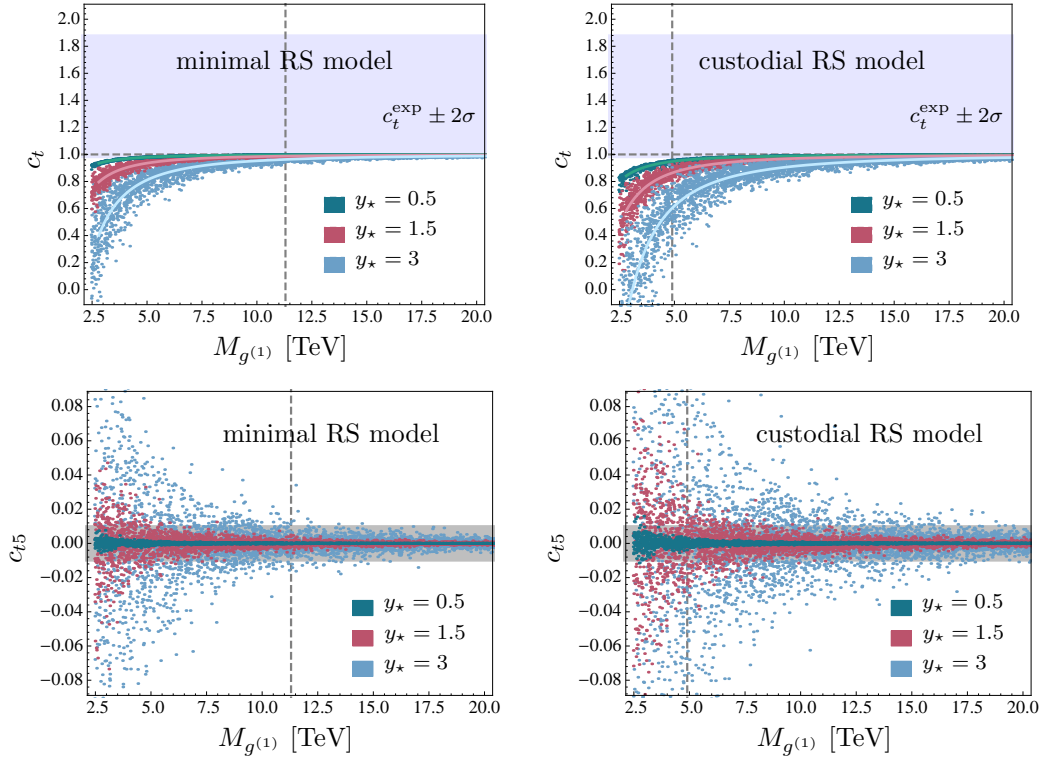 minimal RS model
c_t^exp ± 2σ
c_t
2.0
1.8
1.6
1.4
1.2
1.0
0.8
0.6
0.4
0.2
0.0
y⋆ = 0.5
y⋆ = 1.5
y⋆ = 3
2.5 5.0 7.5 10.0 12.5 15.0 17.5 20.0
M_g(1) [TeV]
custodial RS model
c_t^exp ± 2σ
c_t
2.0
1.8
1.6
1.4
1.2
1.0
0.8
0.6
0.4
0.2
0.0
y⋆ = 0.5
y⋆ = 1.5
y⋆ = 3
2.5 5.0 7.5 10.0 12.5 15.0 17.5 20.0
M_g(1) [TeV]
minimal RS model
c_t5
0.08
0.06
0.04
0.02
0.00
−0.02
−0.04
−0.06
−0.08
y⋆ = 0.5
y⋆ = 1.5
y⋆ = 3
2.5 5.0 7.5 10.0 12.5 15.0 17.5 20.0
M_g(1) [TeV]
custodial RS model
c_t5
0.08
0.06
0.04
0.02
0.00
−0.02
−0.04
−0.06
−0.08
y⋆ = 0.5
y⋆ = 1.5
y⋆ = 3
2.5 5.0 7.5 10.0 12.5 15.0 17.5 20.0
M_g(1) [TeV]